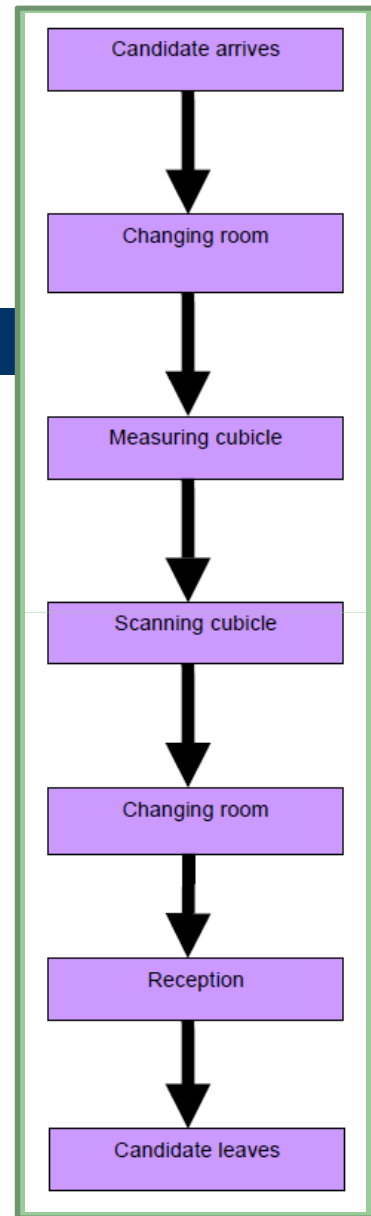 Candidate arrives
Changing room
Measuring cubicle
Scanning cubicle
Changing room
Reception
Candidate leaves